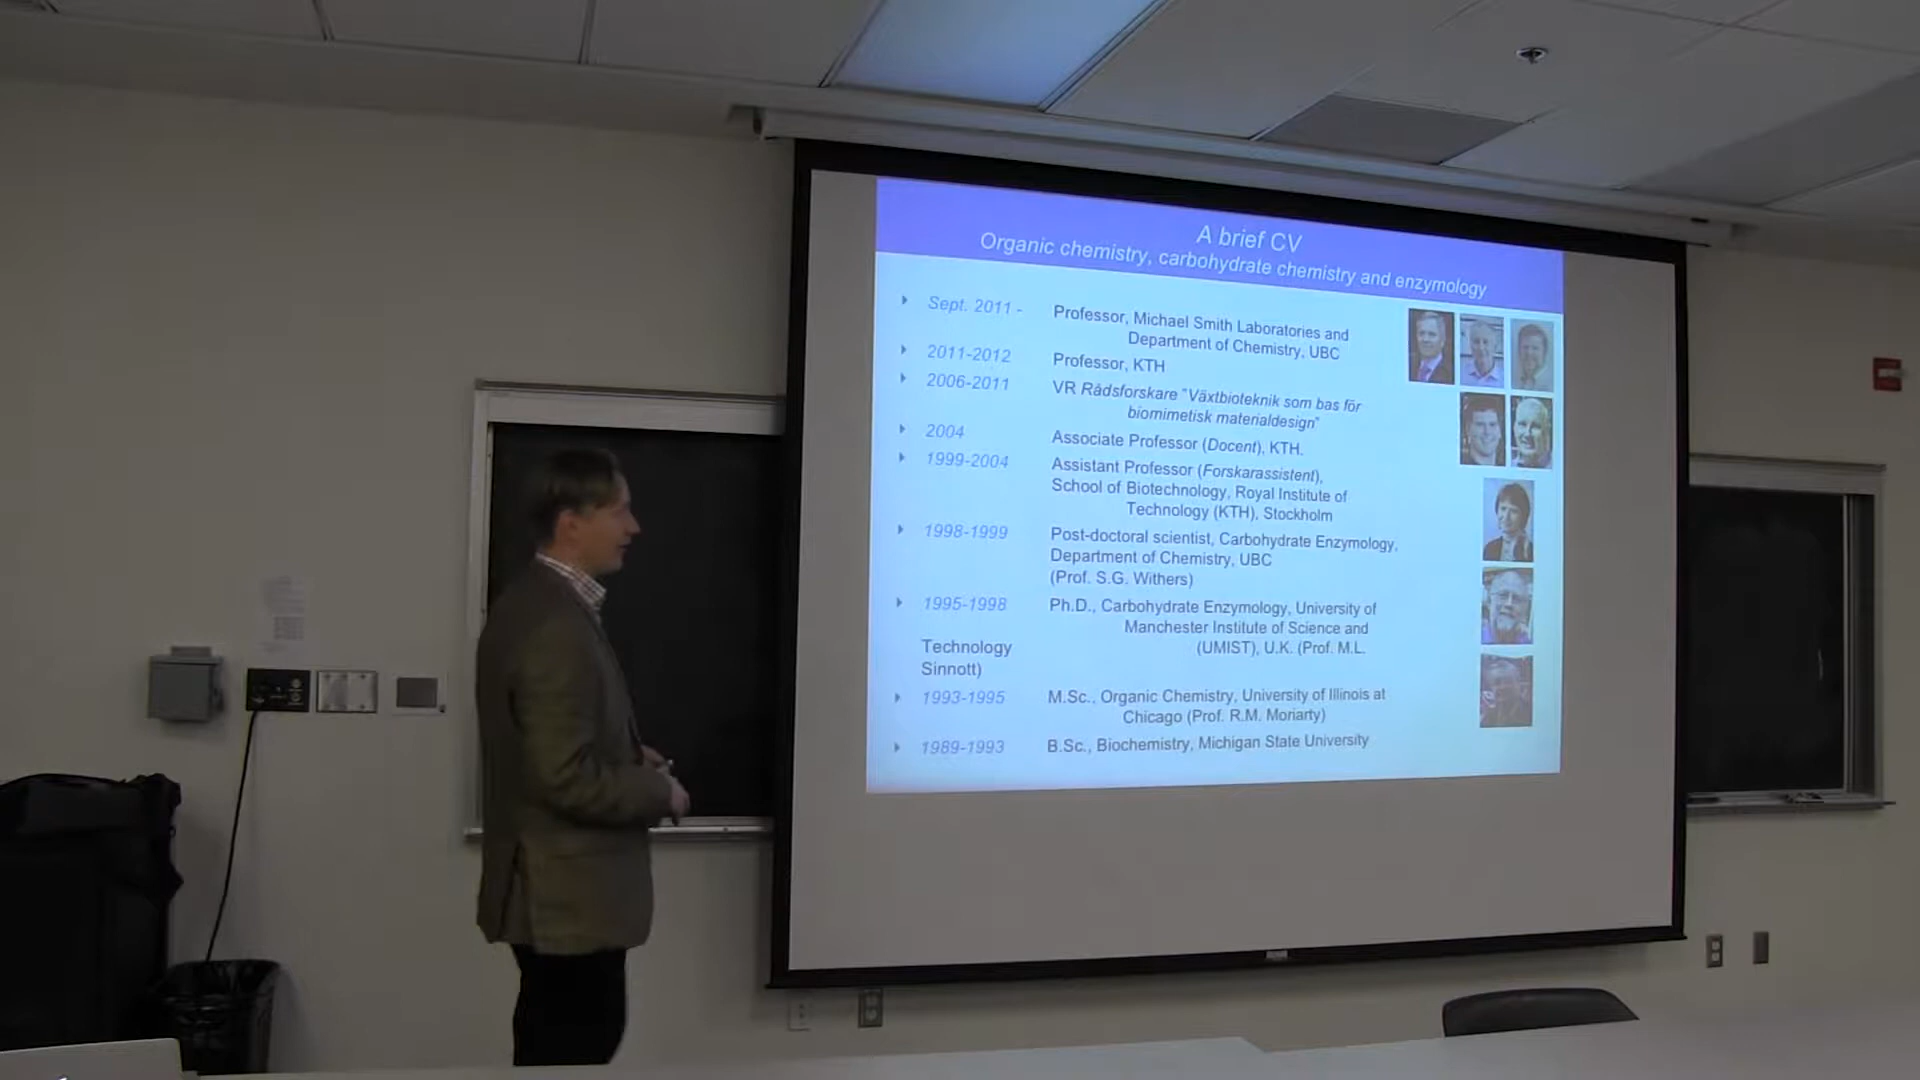 A brief CV
Organic chemistry, carbohydrate chemistry and enzymology
Sept. 2011 - Professor, Michael Smith Laboratories and
Department of Chemistry, UBC
2011-2012 Professor, KTH
2006-2011 VR Rådsforskare "Växtbioteknik som bas för
biomimetisk materialdesign"
2004 Associate Professor (Docent), KTH.
1999-2004 Assistant Professor (Forskarassistent),
School of Biotechnology, Royal Institute of
Technology (KTH), Stockholm
1998-1999 Post-doctoral scientist, Carbohydrate Enzymology,
Department of Chemistry, UBC
(Prof. S.G. Withers)
1995-1998 Ph.D., Carbohydrate Enzymology, University of
Manchester Institute of Science and
Technology (UMIST), U.K. (Prof. M.L.
Sinnott)
1993-1995 M.Sc., Organic Chemistry, University of Illinois at
Chicago (Prof. R.M. Moriarty)
1989-1993 B.Sc., Biochemistry, Michigan State University